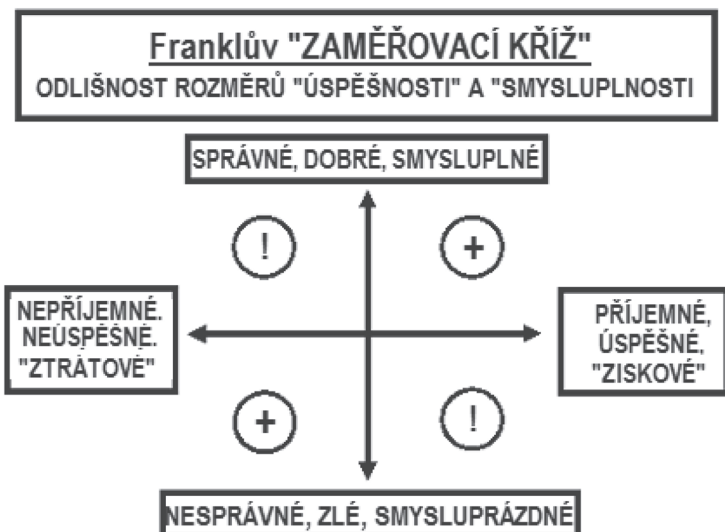 Franklův "ZAMĚŘOVACÍ KŘÍŽ"
ODLIŠNOST ROZMĚRŮ "ÚSPĚŠNOSTI" A "SMYSLUPLNOSTI
SPRÁVNÉ, DOBRÉ, SMYSLUPLNÉ
!
+
NEPŘÍJEMNÉ.
NEÚSPĚŠNÉ.
"ZTRÁTOVÉ"
PŘÍJEMNÉ,
ÚSPĚŠNÉ,
"ZISKOVÉ"
+
!
NESPRÁVNÉ, ZLÉ, SMYSLUPRÁZDNÉ